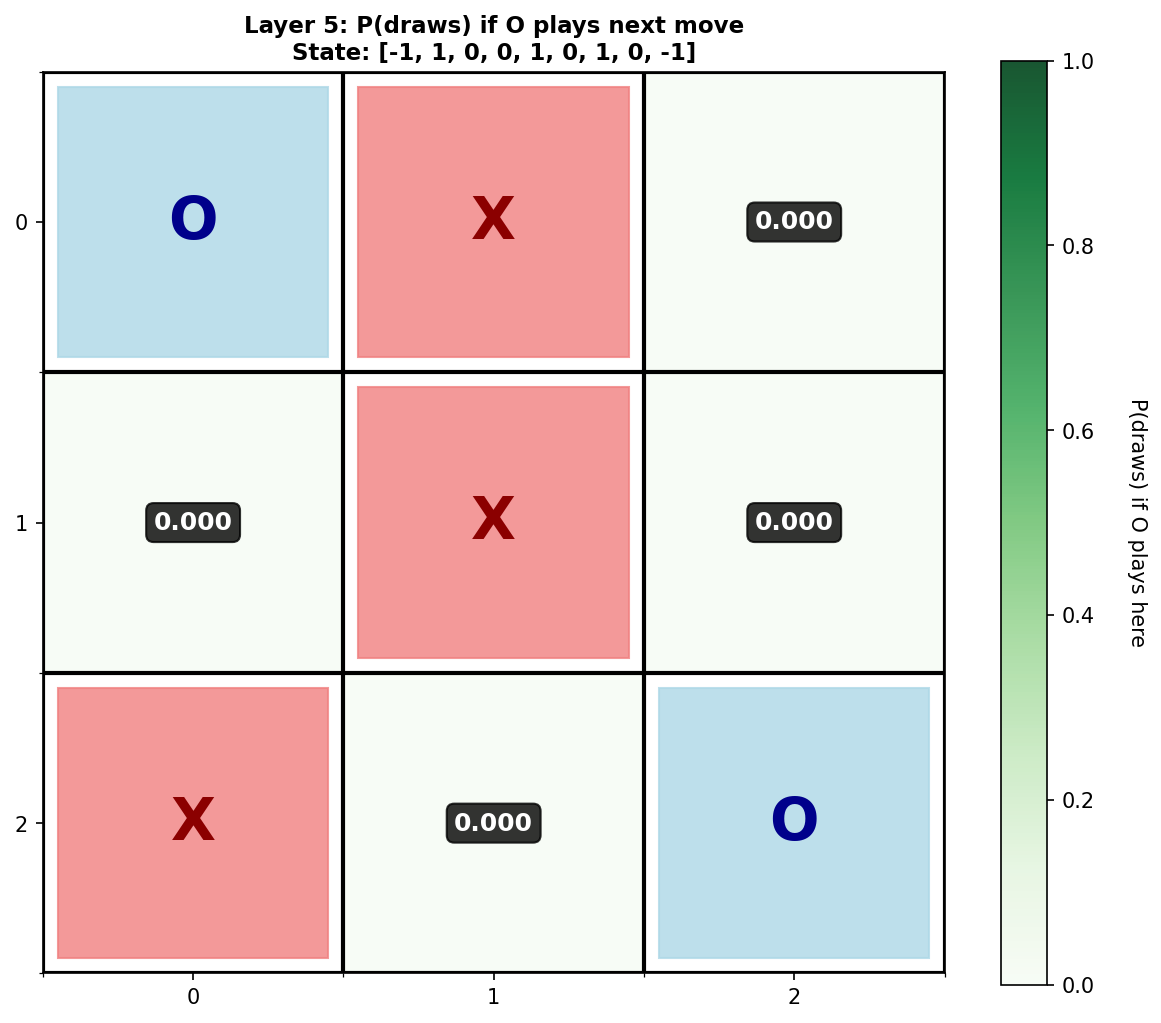 Layer 5: P(draws) if O plays next move
State: [-1, 1, 0, 0, 1, 0, 1, 0, -1]
0
O
X
0.000
1
0.000
X
0.000
2
X
0.000
O
0
1
2
1.0
0.8
0.6
0.4
0.2
0.0
P(draws) if O plays here